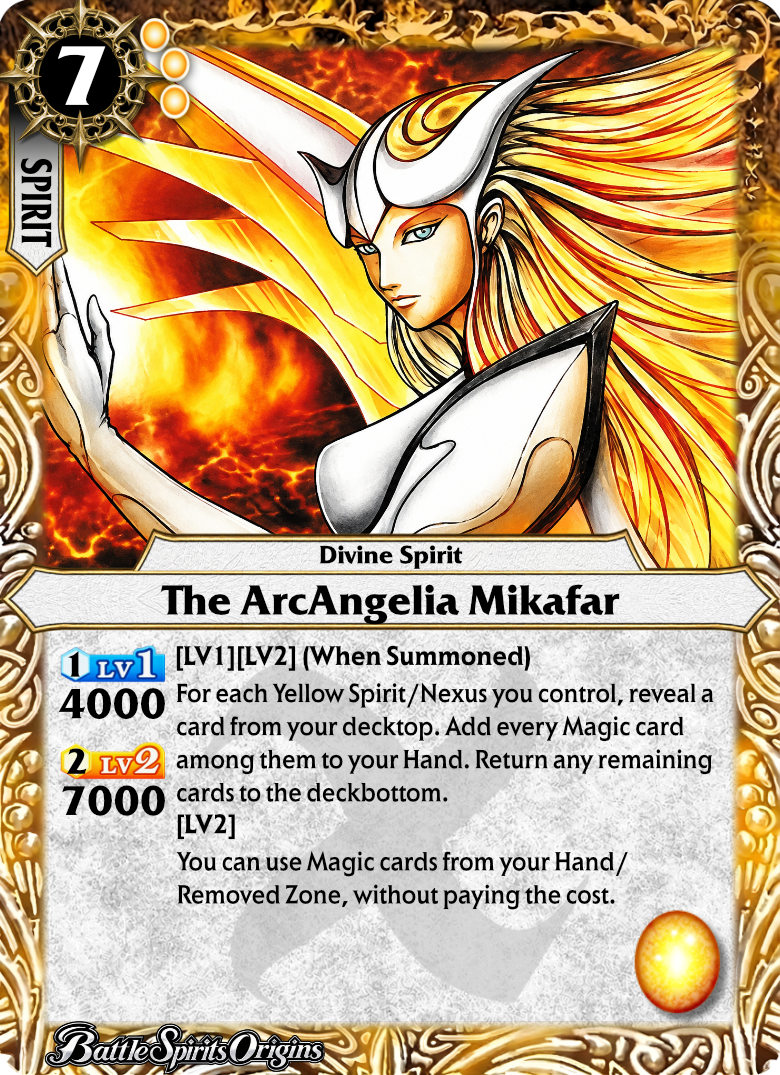 7
SPIRIT
Divine Spirit
The ArcAngelia Mikafar
1 LV1
4000
2 LV2
7000
[LV1][LV2] (When Summoned)
For each Yellow Spirit/Nexus you control, reveal a
card from your decktop. Add every Magic card
among them to your Hand. Return any remaining
cards to the deckbottom.
[LV2]
You can use Magic cards from your Hand/
Removed Zone, without paying the cost.
Battle Spirits Origins